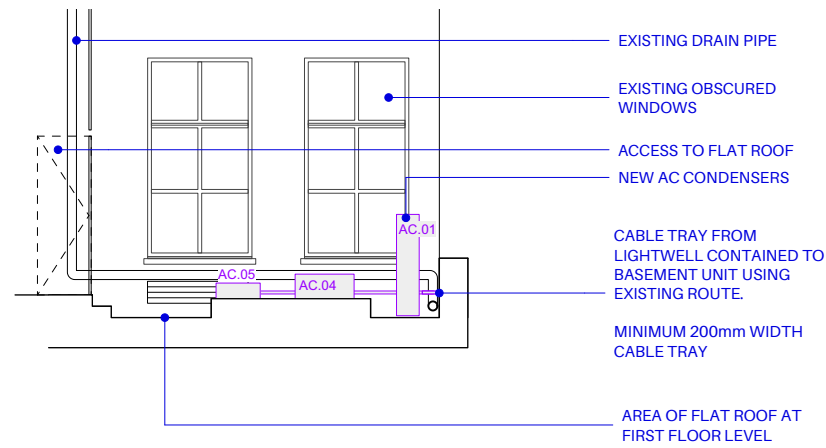 EXISTING DRAIN PIPE
EXISTING OBSCURED
WINDOWS
ACCESS TO FLAT ROOF
NEW AC CONDENSERS
AC.01
CABLE TRAY FROM
LIGHTWELL CONTAINED TO
BASEMENT UNIT USING
EXISTING ROUTE.
AC.05
AC.04
MINIMUM 200mm WIDTH
CABLE TRAY
AREA OF FLAT ROOF AT
FIRST FLOOR LEVEL